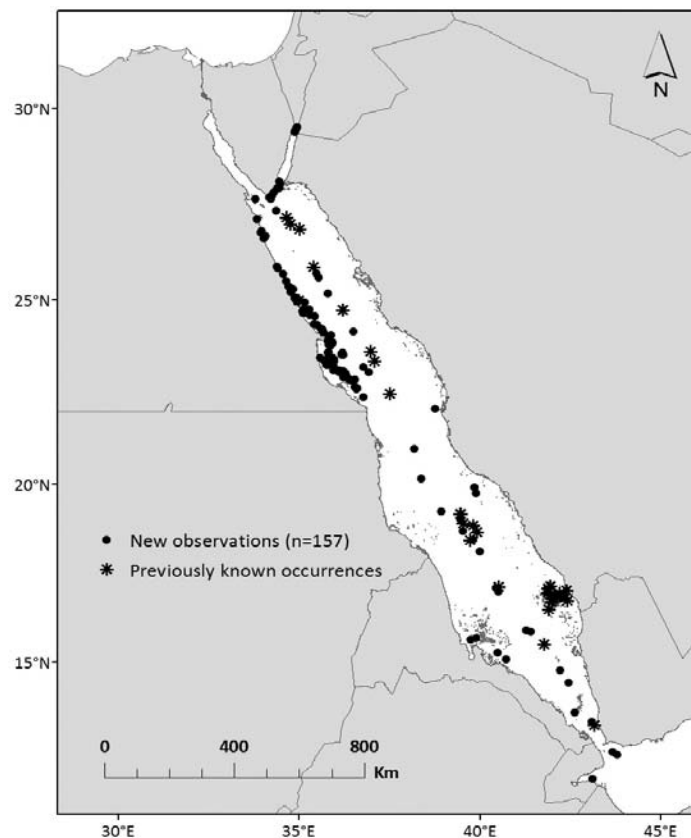 N
30°N
25°N
20°N
New observations (n=157)
Previously known occurrences
15°N
0 400 800
Km
30°E 35°E 40°E 45°E